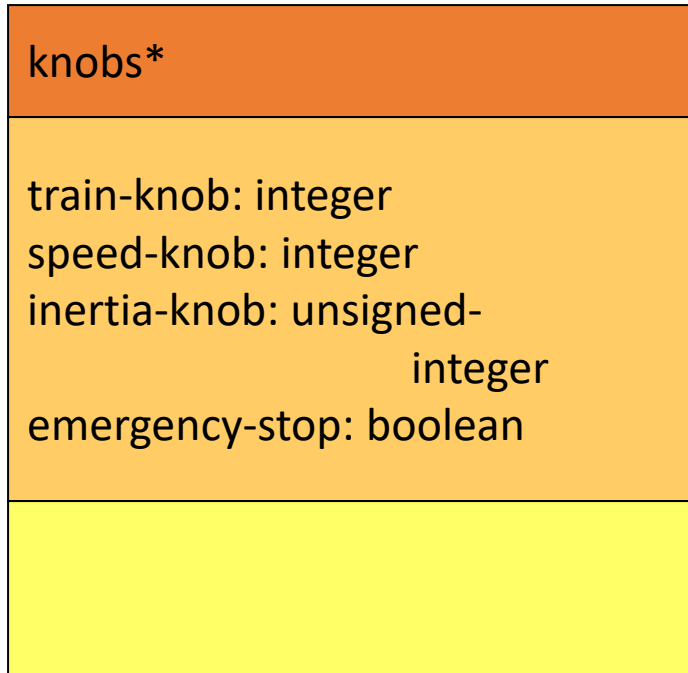 knobs*
train-knob: integer
speed-knob: integer
inertia-knob: unsigned-
integer
emergency-stop: boolean